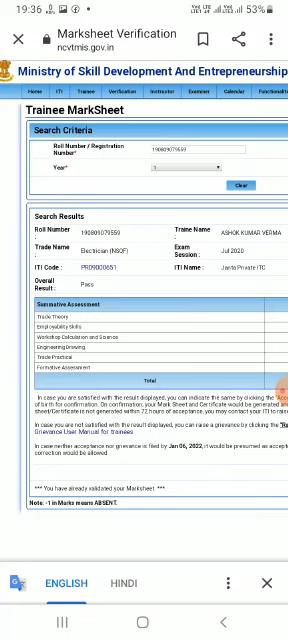 19:36
53%
Marksheet Verification
ncvtmis.gov.in
Ministry of Skill Development And Entrepreneurship
Home ITI Trainee Verification Instructor Examiner Calendar Functionaliti
Trainee MarkSheet
Search Criteria
Roll Number / Registration Number* 190809079559
Year* 1
Clear
Search Results
Roll Number : 190809079559 Traine Name : ASHOK KUMAR VERMA
Trade Name : Electrician (NSQF) Exam Session : Jul 2020
ITI Code : PR09000651 ITI Name : Janta Private ITC
Overall Result : Pass
Summative Assessment
Trade Theory
Employability Skills
Workshop Calculation and Science
Engineering Drawing
Trade Practical
Formative Assessment
Total
In case you are satisfied with the result displayed, you can indicate the same by clicking the "Acc
of birth for confirmation. On confirmation, your Mark Sheet and Certificate would be generated an
sheet/Certificate is not generated within 72 hours of acceptance, you may contact your ITI to rais
In case you are not satisfied with the result displayed, you can raise a grievance by clicking the "Ra
Grievance User Manual for trainees
In case neither acceptance nor grievance is filed by Jan 06, 2022, it would be presumed as accept
correction would be allowed.
*** You have already validated your Marksheet. ***
Note: -1 in Marks means ABSENT.
ENGLISH HINDI